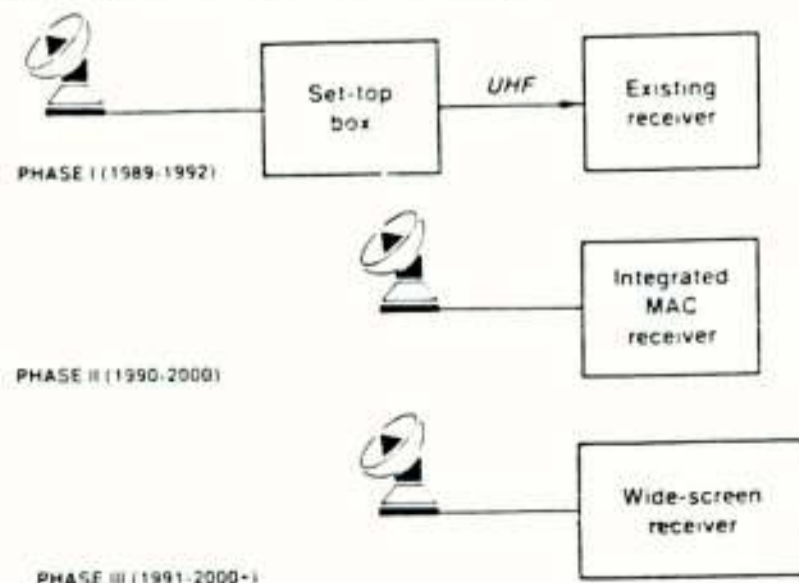 Set-top
box
UHF
Existing
receiver
PHASE I (1989-1992)
Integrated
MAC
receiver
PHASE II (1990-2000)
Wide-screen
receiver
PHASE III (1991-2000+)